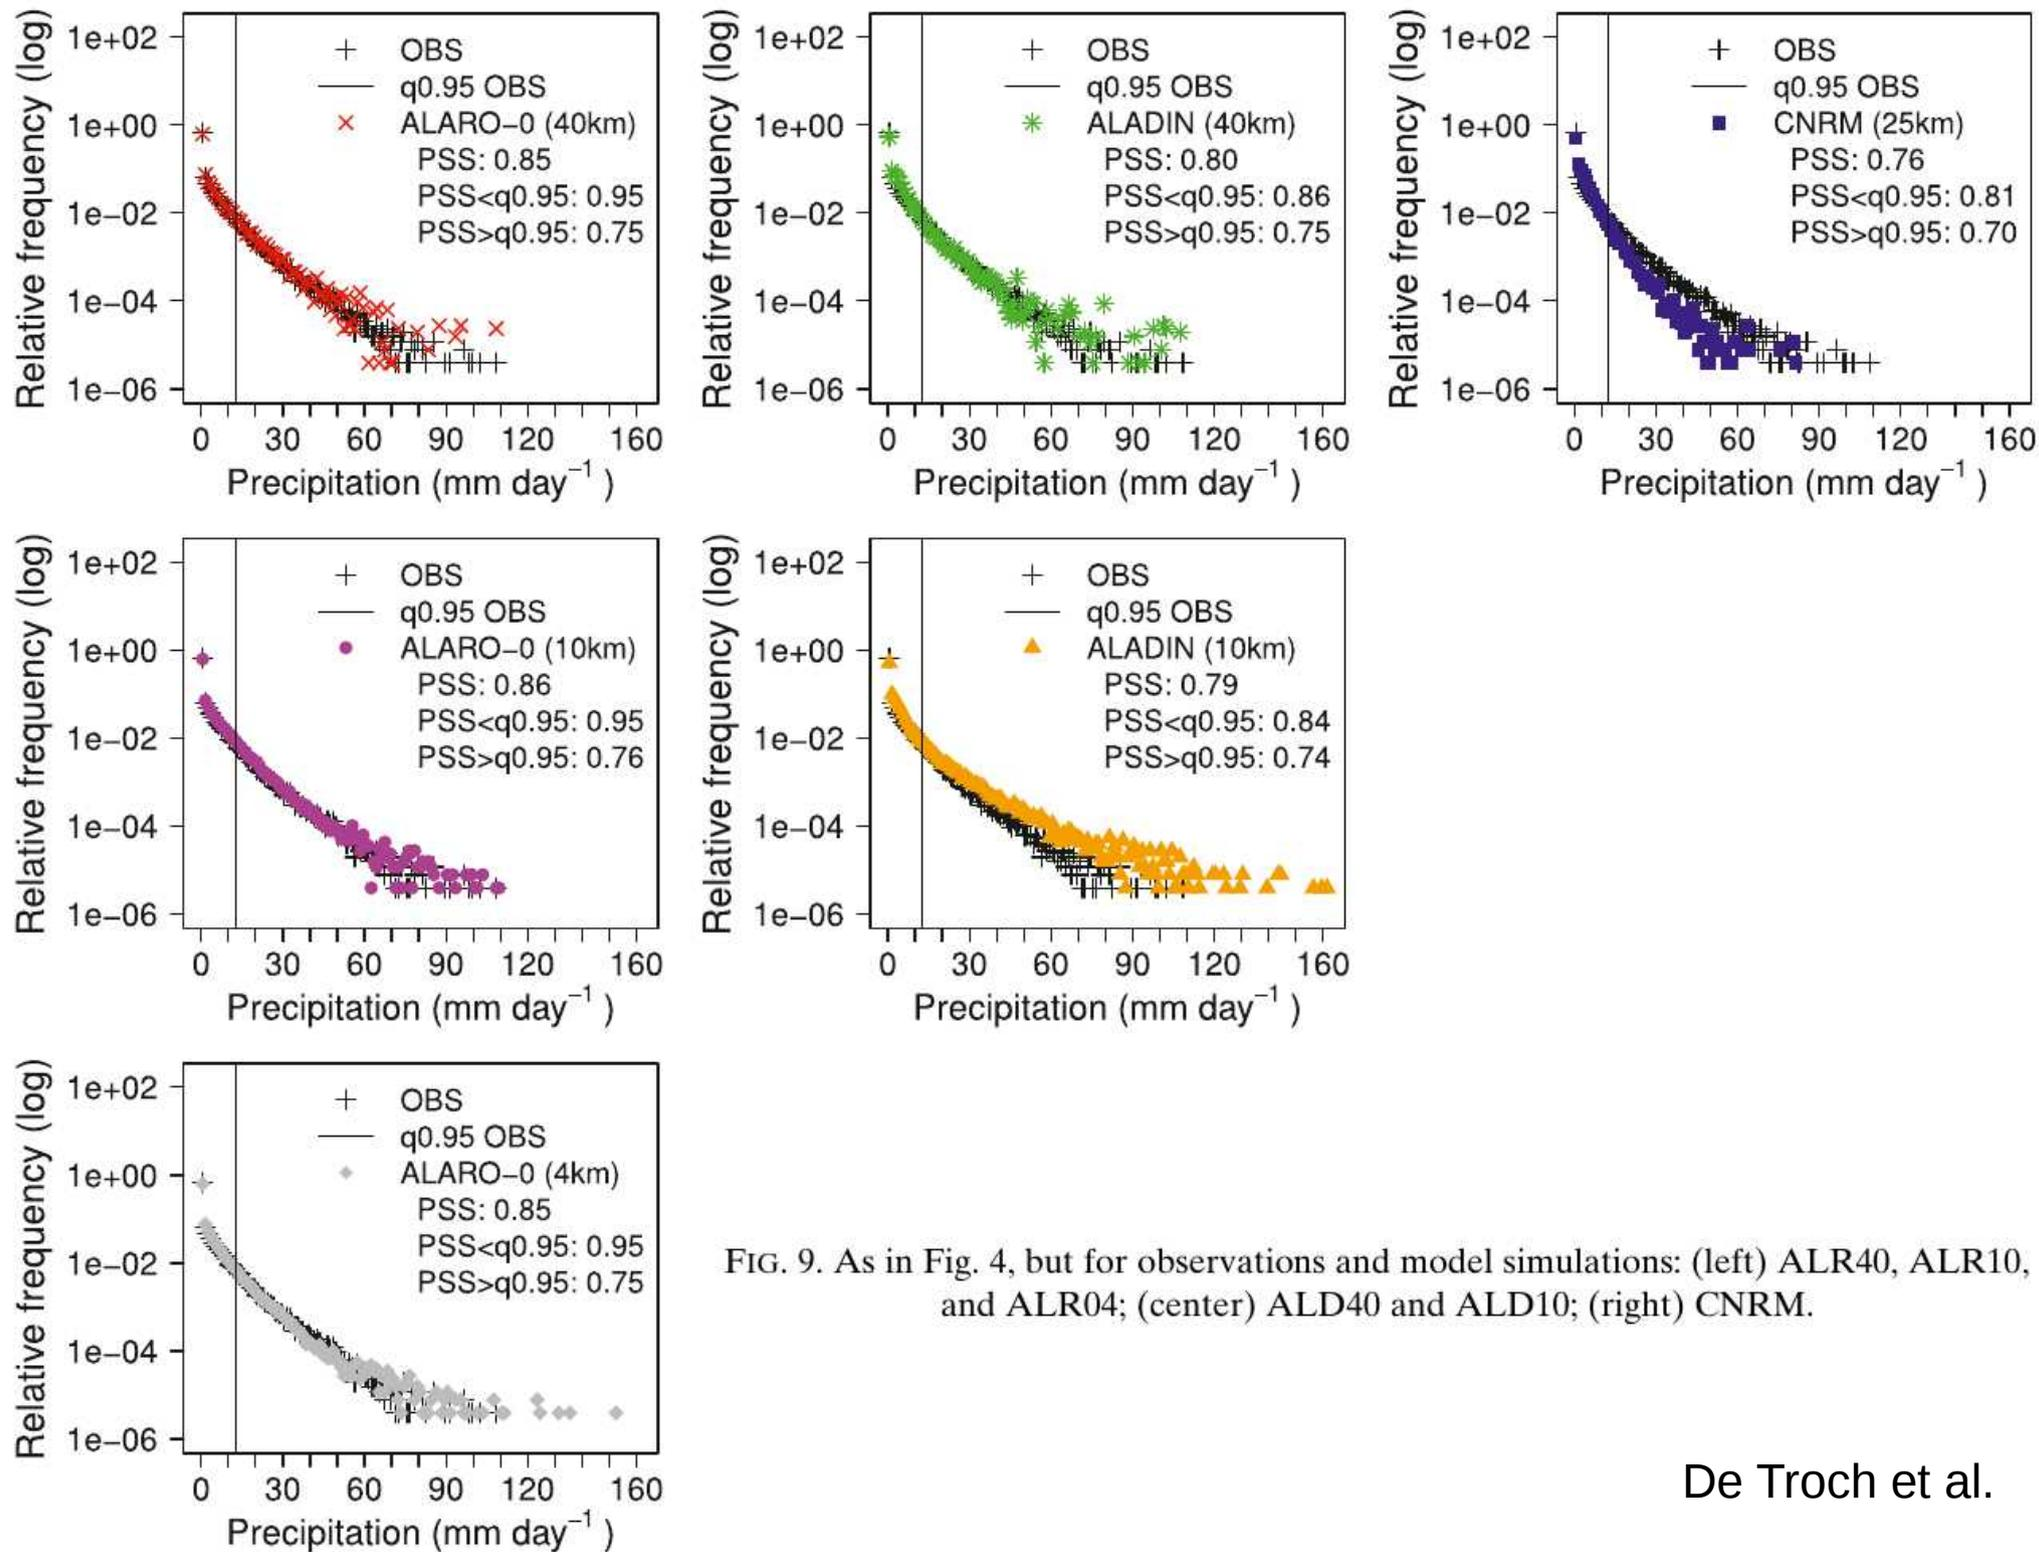 Relative frequency (log)
1e+02
1e+00
1e−02
1e−04
1e−06
OBS
q0.95 OBS
ALARO−0 (40km)
PSS: 0.85
PSS<q0.95: 0.95
PSS>q0.95: 0.75
0 30 60 90 120 160
Precipitation (mm day−1 )
Relative frequency (log)
1e+02
1e+00
1e−02
1e−04
1e−06
OBS
q0.95 OBS
ALADIN (40km)
PSS: 0.80
PSS<q0.95: 0.86
PSS>q0.95: 0.75
0 30 60 90 120 160
Precipitation (mm day−1 )
Relative frequency (log)
1e+02
1e+00
1e−02
1e−04
1e−06
OBS
q0.95 OBS
CNRM (25km)
PSS: 0.76
PSS<q0.95: 0.81
PSS>q0.95: 0.70
0 30 60 90 120 160
Precipitation (mm day−1 )
Relative frequency (log)
1e+02
1e+00
1e−02
1e−04
1e−06
OBS
q0.95 OBS
ALARO−0 (10km)
PSS: 0.86
PSS<q0.95: 0.95
PSS>q0.95: 0.76
0 30 60 90 120 160
Precipitation (mm day−1 )
Relative frequency (log)
1e+02
1e+00
1e−02
1e−04
1e−06
OBS
q0.95 OBS
ALADIN (10km)
PSS: 0.79
PSS<q0.95: 0.84
PSS>q0.95: 0.74
0 30 60 90 120 160
Precipitation (mm day−1 )
Relative frequency (log)
1e+02
1e+00
1e−02
1e−04
1e−06
OBS
q0.95 OBS
ALARO−0 (4km)
PSS: 0.85
PSS<q0.95: 0.95
PSS>q0.95: 0.75
0 30 60 90 120 160
Precipitation (mm day−1 )
FIG. 9. As in Fig. 4, but for observations and model simulations: (left) ALR40, ALR10,
and ALR04; (center) ALD40 and ALD10; (right) CNRM.
De Troch et al.